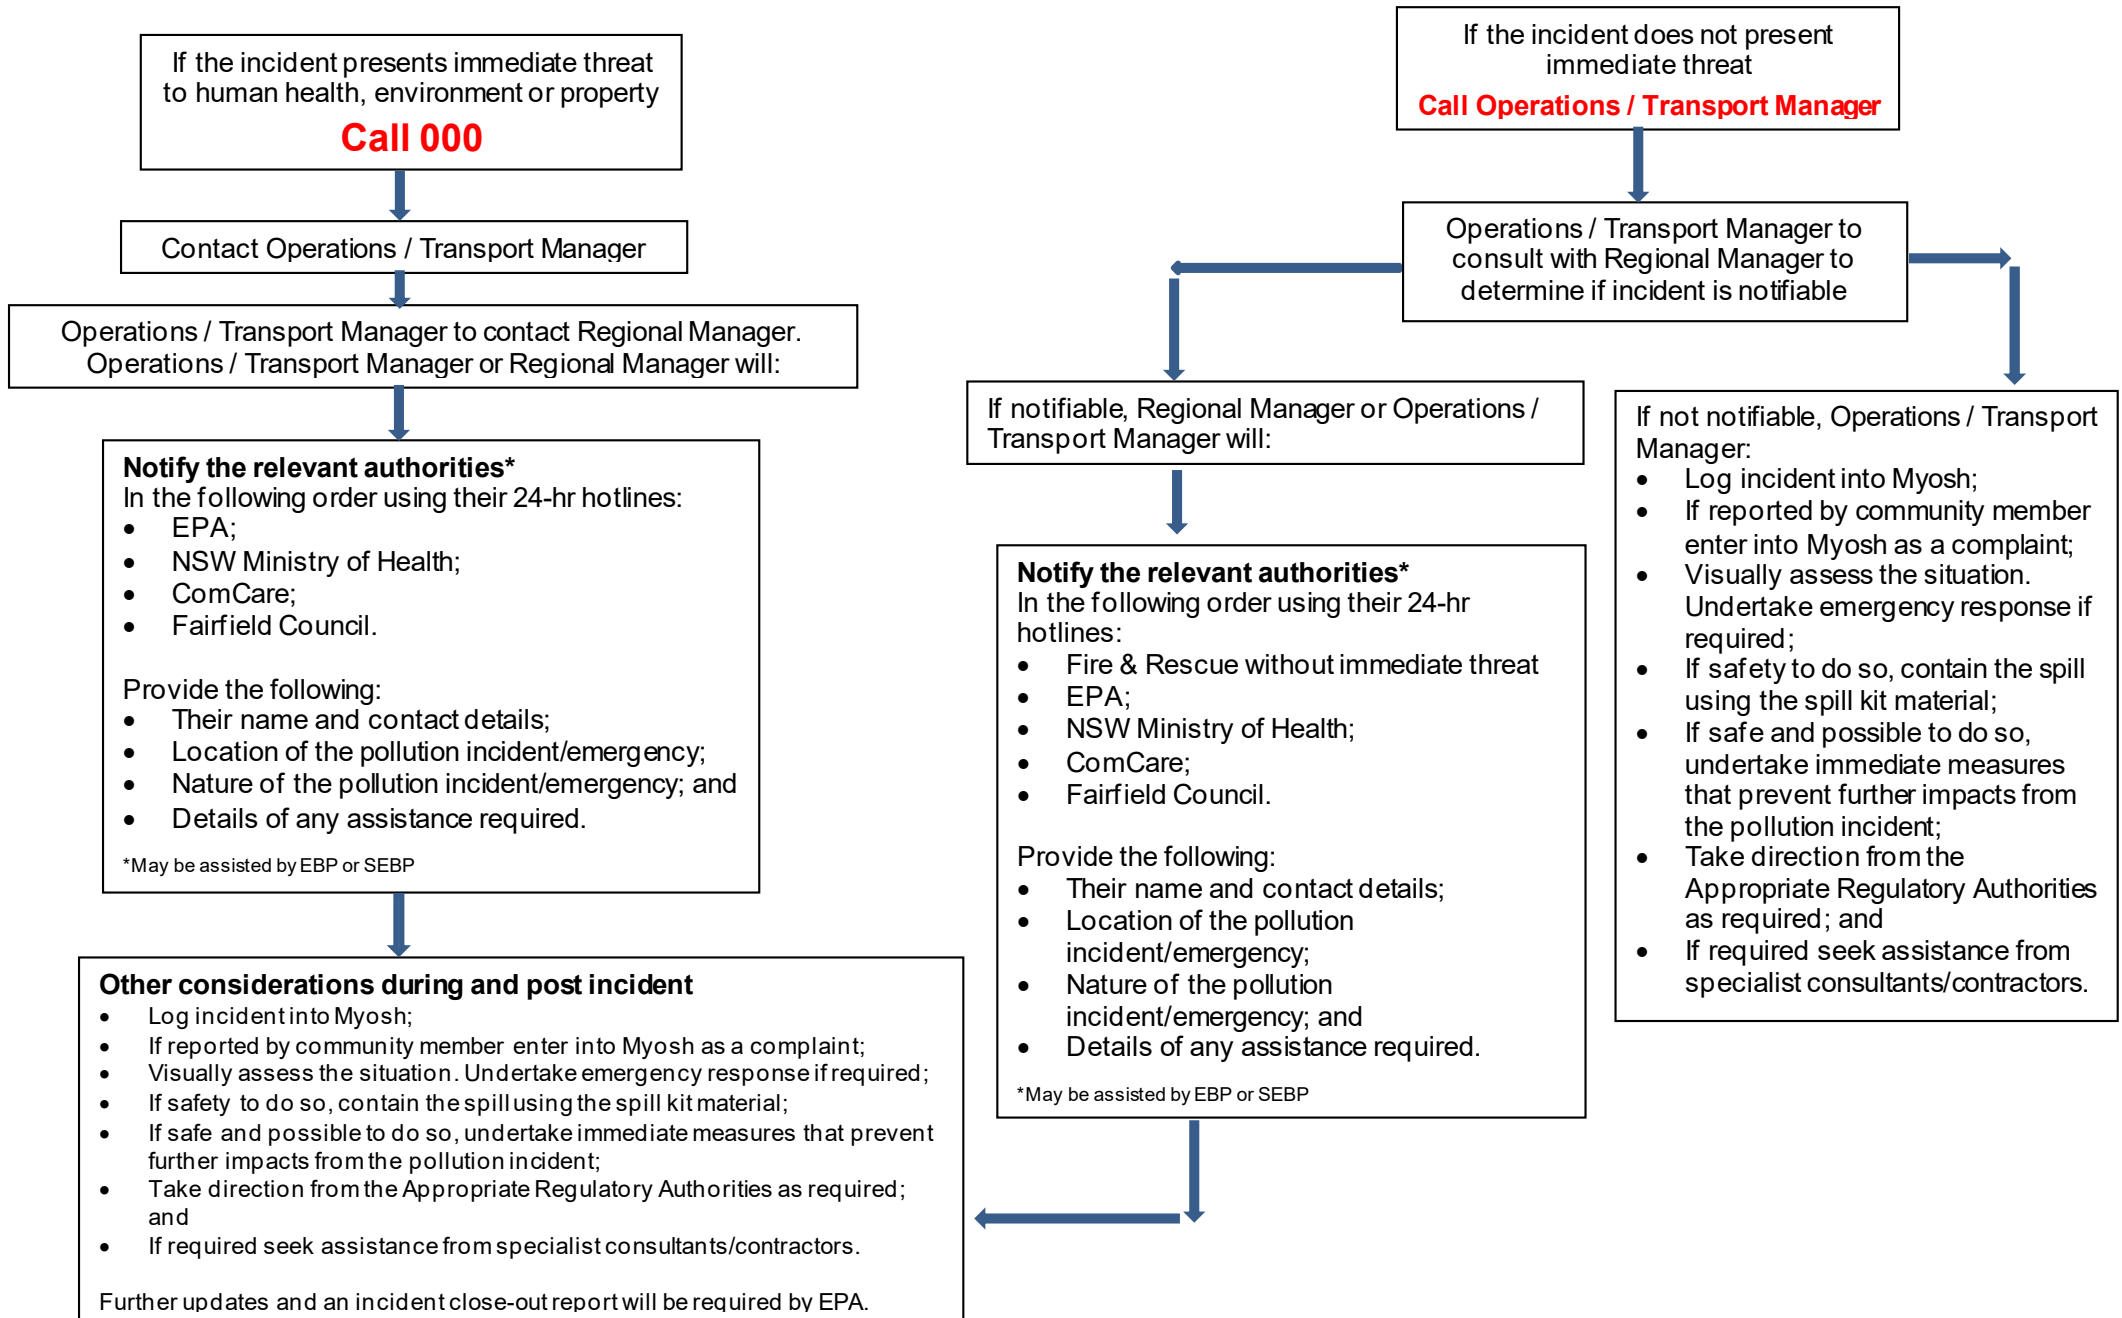 If the incident presents immediate threat
to human health, environment or property
Call 000
Contact Operations / Transport Manager
Operations / Transport Manager to contact Regional Manager.
Operations / Transport Manager or Regional Manager will:
Notify the relevant authorities*
In the following order using their 24-hr hotlines:
• EPA;
• NSW Ministry of Health;
• ComCare;
• Fairfield Council.
Provide the following:
• Their name and contact details;
• Location of the pollution incident/emergency;
• Nature of the pollution incident/emergency; and
• Details of any assistance required.
*May be assisted by EBP or SEBP
Other considerations during and post incident
• Log incident into Myosh;
• If reported by community member enter into Myosh as a complaint;
• Visually assess the situation. Undertake emergency response if required;
• If safety to do so, contain the spill using the spill kit material;
• If safe and possible to do so, undertake immediate measures that prevent
further impacts from the pollution incident;
• Take direction from the Appropriate Regulatory Authorities as required;
and
• If required seek assistance from specialist consultants/contractors.
Further updates and an incident close-out report will be required by EPA.
If the incident does not present
immediate threat
Call Operations / Transport Manager
Operations / Transport Manager to
consult with Regional Manager to
determine if incident is notifiable
If notifiable, Regional Manager or Operations /
Transport Manager will:
Notify the relevant authorities*
In the following order using their 24-hr
hotlines:
• Fire & Rescue without immediate threat
• EPA;
• NSW Ministry of Health;
• ComCare;
• Fairfield Council.
Provide the following:
• Their name and contact details;
• Location of the pollution
incident/emergency;
• Nature of the pollution
incident/emergency; and
• Details of any assistance required.
*May be assisted by EBP or SEBP
If not notifiable, Operations / Transport
Manager:
• Log incident into Myosh;
• If reported by community member
enter into Myosh as a complaint;
• Visually assess the situation.
Undertake emergency response if
required;
• If safety to do so, contain the spill
using the spill kit material;
• If safe and possible to do so,
undertake immediate measures
that prevent further impacts from
the pollution incident;
• Take direction from the
Appropriate Regulatory Authorities
as required; and
• If required seek assistance from
specialist consultants/contractors.